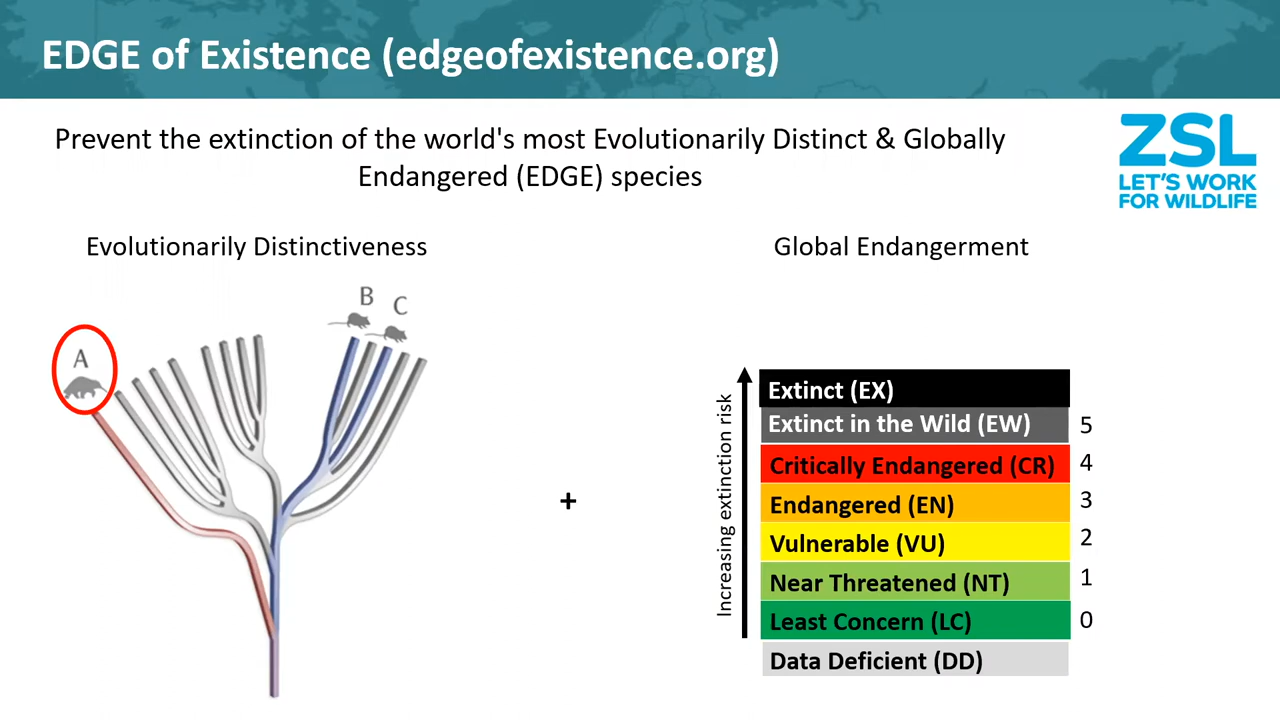 EDGE of Existence (edgeofexistence.org)
Prevent the extinction of the world's most Evolutionarily Distinct & Globally
Endangered (EDGE) species
ZSL
LET'S WORK
FOR WILDLIFE
Evolutionarily Distinctiveness
Global Endangerment
A
B
C
+
Increasing extinction risk
Extinct (EX)
Extinct in the Wild (EW) 5
Critically Endangered (CR) 4
Endangered (EN) 3
Vulnerable (VU) 2
Near Threatened (NT) 1
Least Concern (LC) 0
Data Deficient (DD)